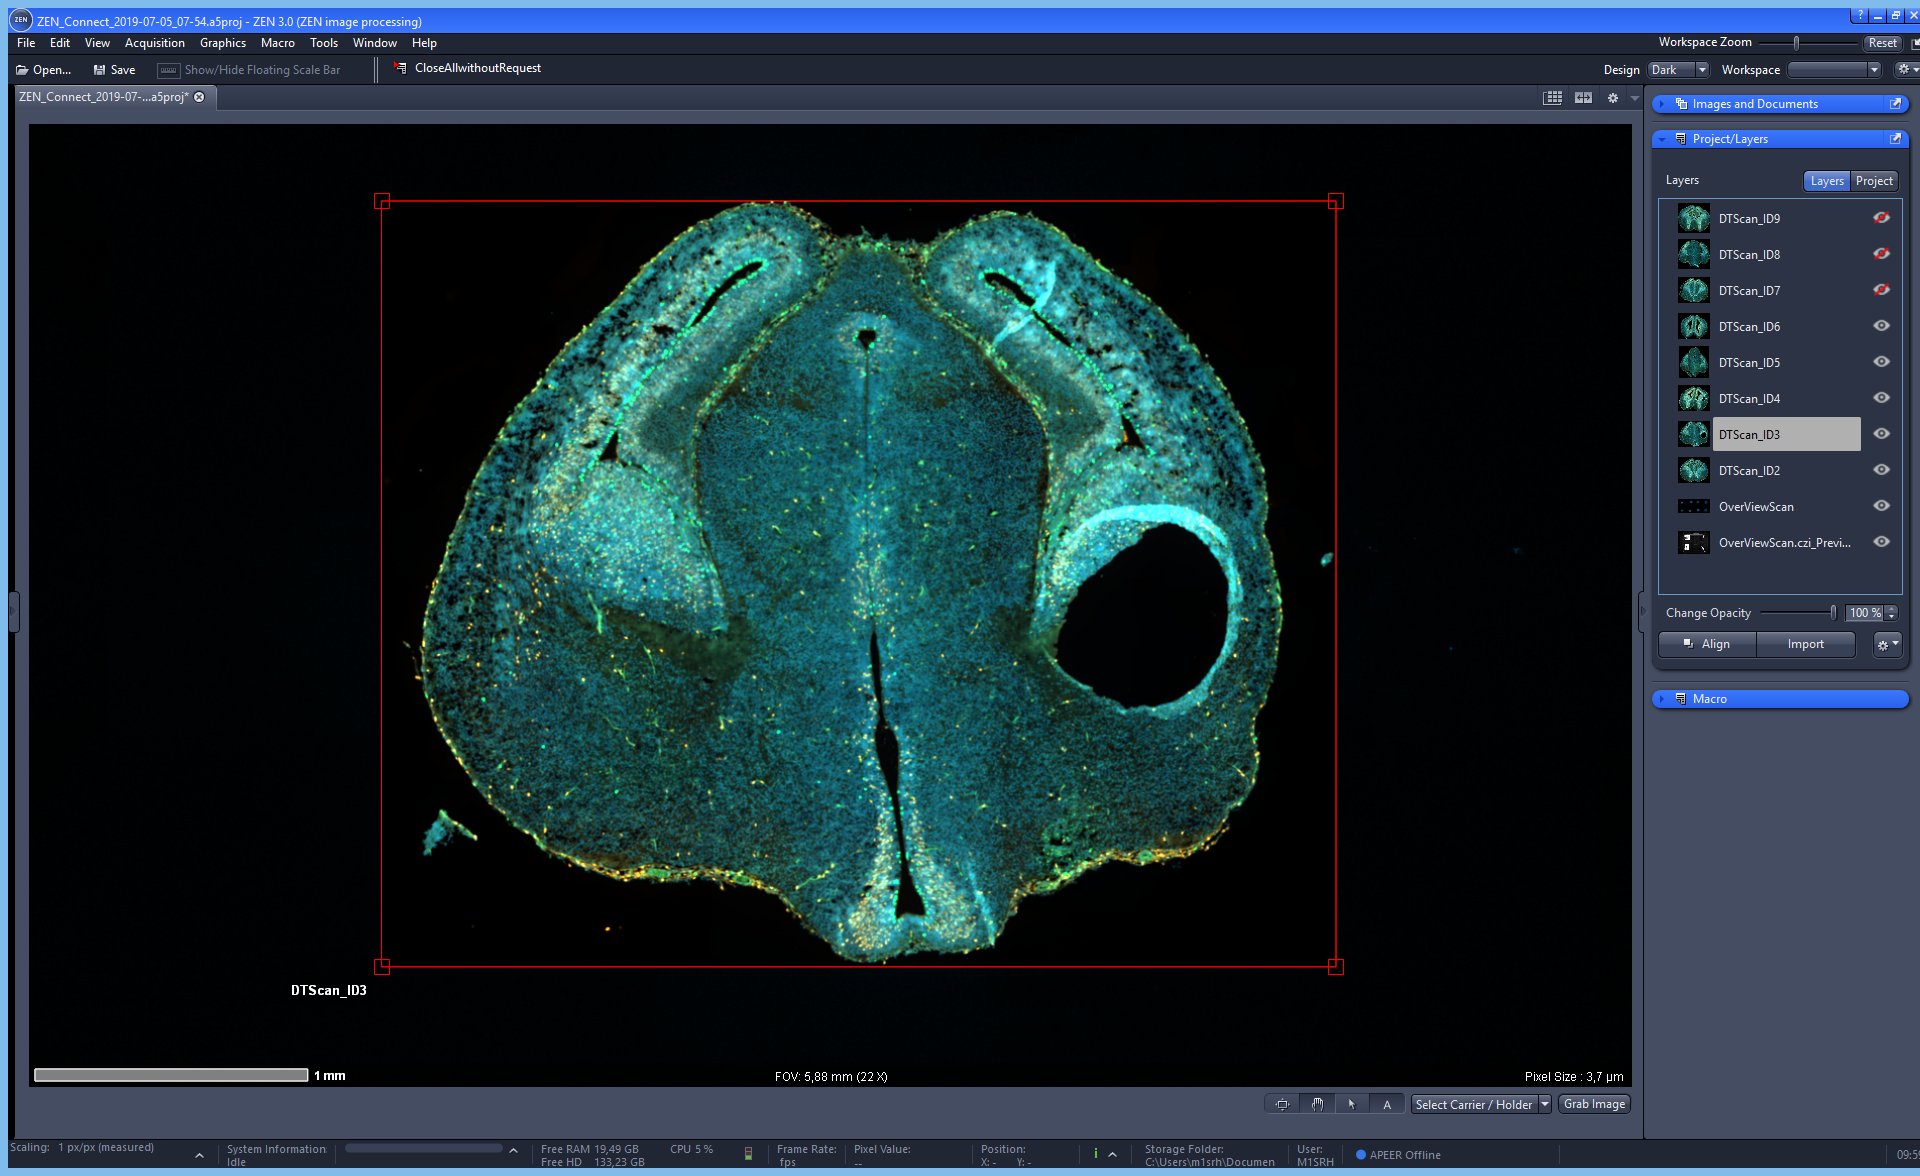 ZEN
ZEN_Connect_2019-07-05_07-54.a5proj - ZEN 3.0 (ZEN image processing)
File Edit View Acquisition Graphics Macro Tools Window Help
Workspace Zoom Reset
Open... Save Show/Hide Floating Scale Bar CloseAllwithoutRequest
Design Dark Workspace
ZEN_Connect_2019-07-...a5proj*
Images and Documents
Project/Layers
Layers Layers Project
DTScan_ID9
DTScan_ID8
DTScan_ID7
DTScan_ID6
DTScan_ID5
DTScan_ID4
DTScan_ID3
DTScan_ID2
OverViewScan
OverViewScan.czi_Previ...
Change Opacity 100 %
Align Import
Macro
DTScan_ID3
1 mm
FOV: 5,88 mm (22 X)
Pixel Size : 3,7 µm
A Select Carrier / Holder Grab Image
Scaling: 1 px/px (measured)
System Information:
Idle
Free RAM 19,49 GB
Free HD 133,23 GB
CPU 5 %
Frame Rate:
fps
Pixel Value:
--
Position:
X: - Y: -
i
Storage Folder:
C:\Users\m1srh\Documen
User:
M1SRH
APEER Offline
09:5